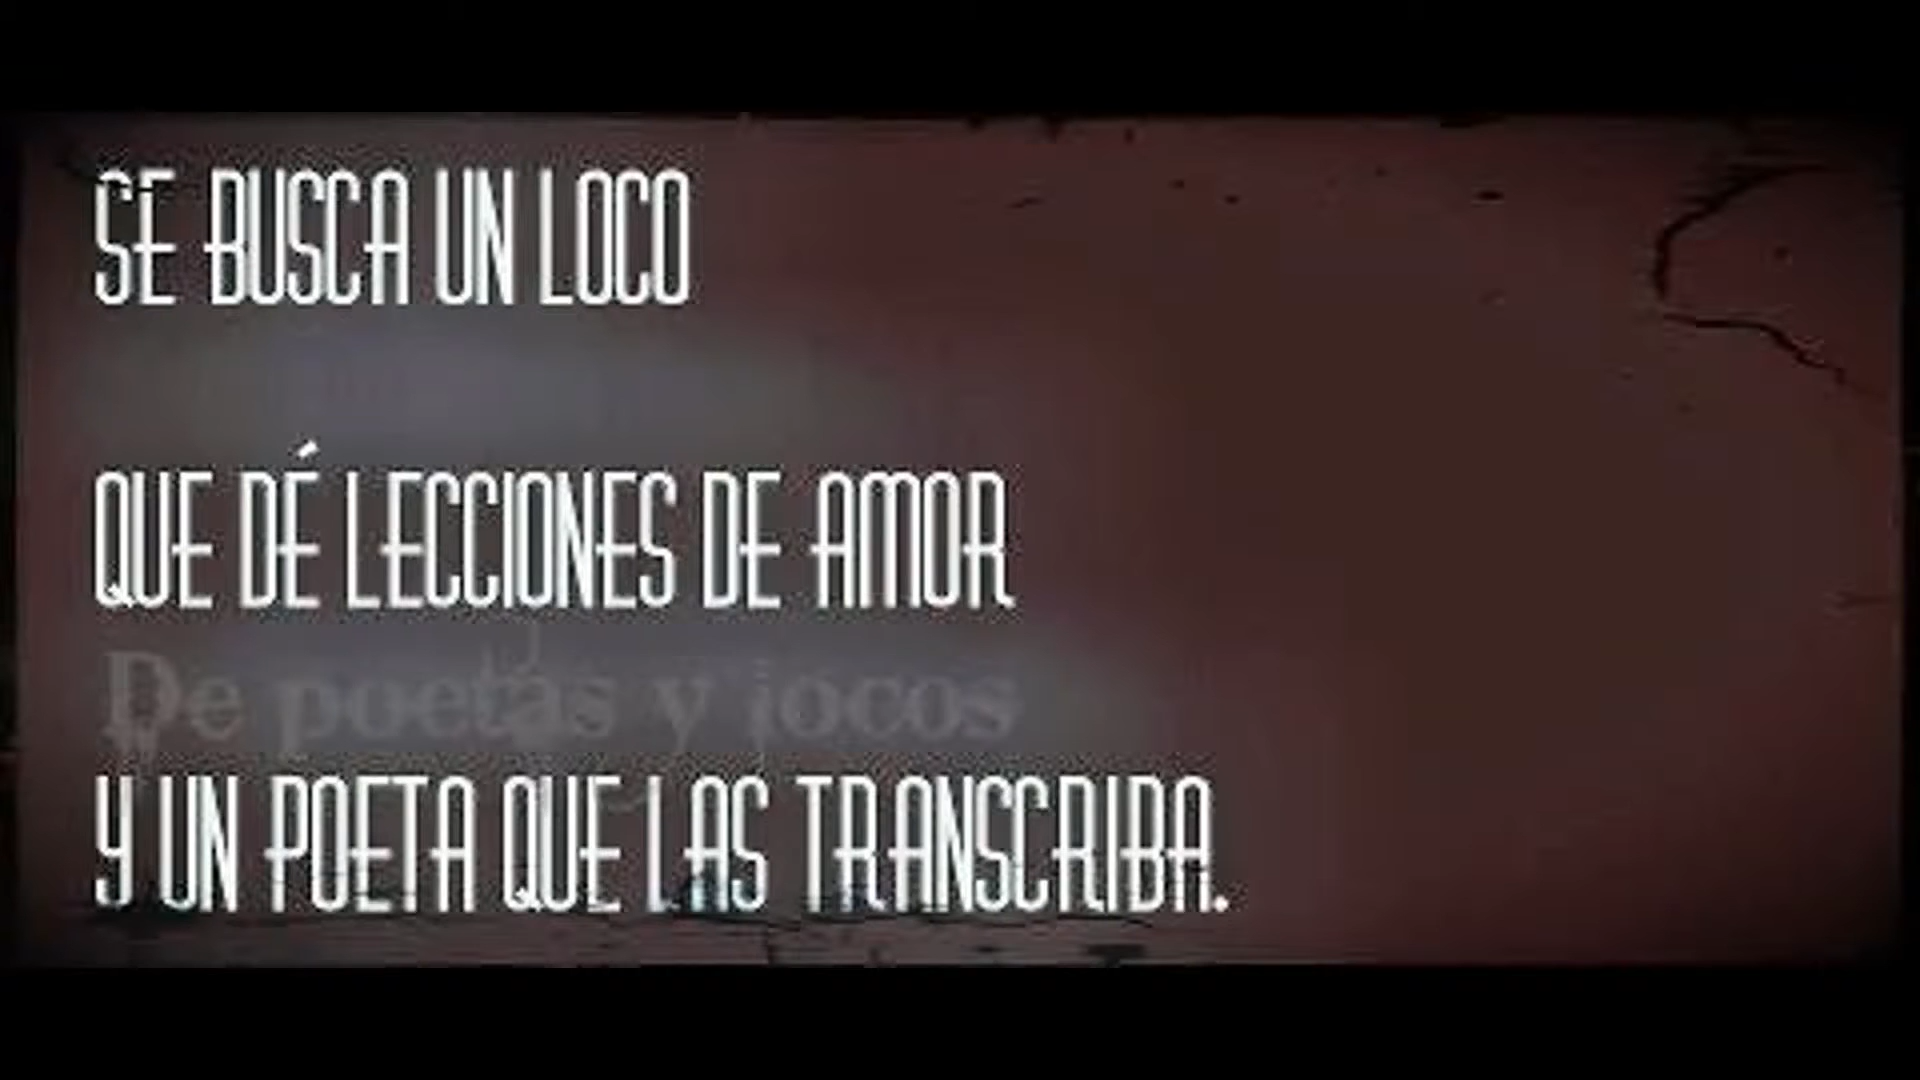 SE BUSCA UN LOCO
QUE DÉ LECCIONES DE AMOR
De poetas y locos
Y UN POETA QUE LAS TRANSCRIBA.